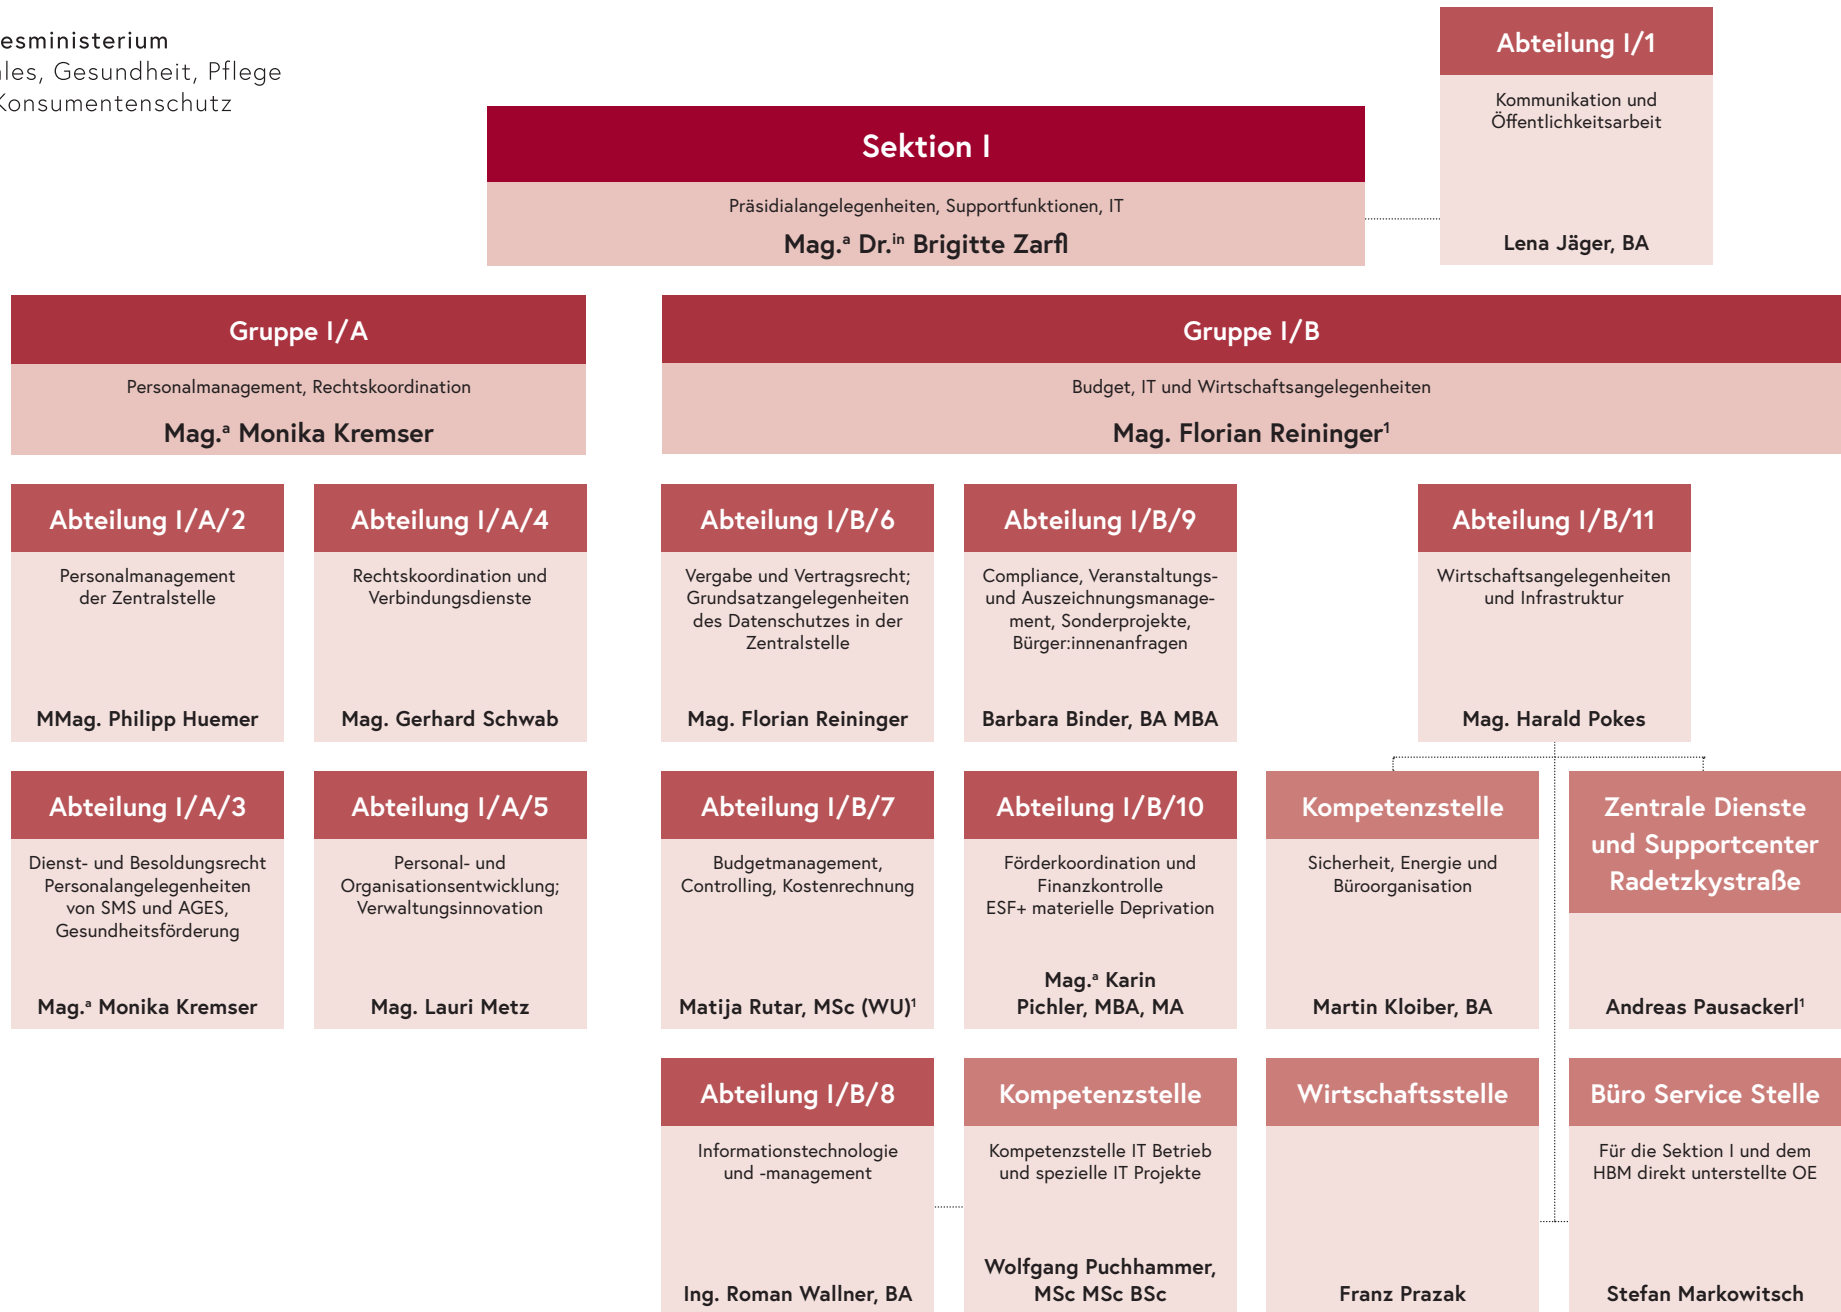 esministerium
ales, Gesundheit, Pflege
Konsumentenschutz
Abteilung I/1
Kommunikation und
Öffentlichkeitsarbeit
Lena Jäger, BA
Sektion I
Präsidialangelegenheiten, Supportfunktionen, IT
Mag.ᵃ Dr.ⁱⁿ Brigitte Zarfl
Gruppe I/A
Personalmanagement, Rechtskoordination
Mag.ᵃ Monika Kremser
Gruppe I/B
Budget, IT und Wirtschaftsangelegenheiten
Mag. Florian Reininger¹
Abteilung I/A/2
Personalmanagement
der Zentralstelle
MMag. Philipp Huemer
Abteilung I/A/4
Rechtskoordination und
Verbindungsdienste
Mag. Gerhard Schwab
Abteilung I/B/6
Vergabe und Vertragsrecht;
Grundsatzangelegenheiten
des Datenschutzes in der
Zentralstelle
Mag. Florian Reininger
Abteilung I/B/9
Compliance, Veranstaltungs-
und Auszeichnungsmanage-
ment, Sonderprojekte,
Bürger:innenanfragen
Barbara Binder, BA MBA
Abteilung I/B/11
Wirtschaftsangelegenheiten
und Infrastruktur
Mag. Harald Pokes
Abteilung I/A/3
Dienst- und Besoldungsrecht
Personalangelegenheiten
von SMS und AGES,
Gesundheitsförderung
Mag.ᵃ Monika Kremser
Abteilung I/A/5
Personal- und
Organisationsentwicklung;
Verwaltungsinnovation
Mag. Lauri Metz
Abteilung I/B/7
Budgetmanagement,
Controlling, Kostenrechnung
Matija Rutar, MSc (WU)¹
Abteilung I/B/10
Förderkoordination und
Finanzkontrolle
ESF+ materielle Deprivation
Mag.ᵃ Karin
Pichler, MBA, MA
Kompetenzstelle
Sicherheit, Energie und
Büroorganisation
Martin Kloiber, BA
Zentrale Dienste
und Supportcenter
Radetzkystraße
Andreas Pausackerl¹
Abteilung I/B/8
Informationstechnologie
und -management
Ing. Roman Wallner, BA
Kompetenzstelle
Kompetenzstelle IT Betrieb
und spezielle IT Projekte
Wolfgang Puchhammer,
MSc MSc BSc
Wirtschaftsstelle
Franz Prazak
Büro Service Stelle
Für die Sektion I und dem
HBM direkt unterstellte OE
Stefan Markowitsch